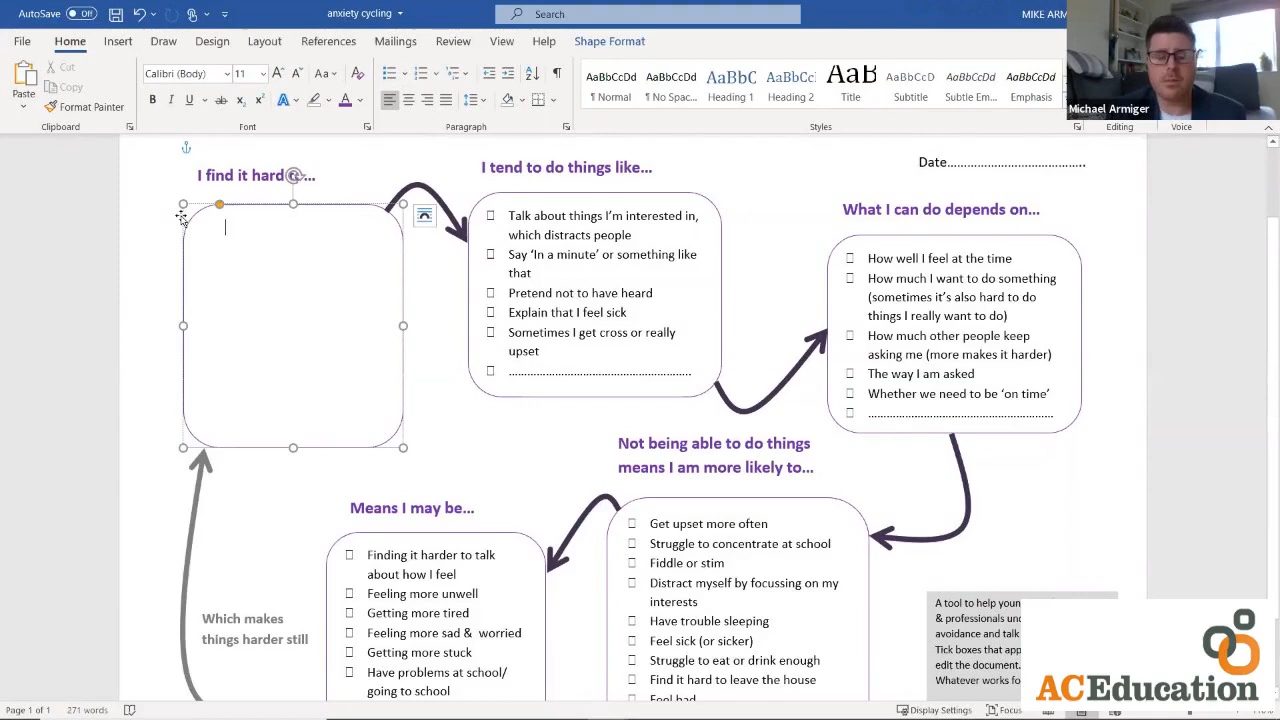 AutoSave Off
anxiety cycling
Search
MIKE ARM
File Home Insert Draw Design Layout References Mailings Review View Help Shape Format
Paste
Cut
Copy
Format Painter
Clipboard
Calibri (Body) 11
Font
Paragraph
AaBbCcDd AaBbCcDd AaBbC AaBbCc AaB AaBbCcD AaBbCcDd AaBbCcDd
¶ Normal ¶ No Spac... Heading 1 Heading 2 Title Subtitle Subtle Em... Emphasis
Styles
Editing
Voice
Michael Armiger
Date
I find it hard
I tend to do things like…
Talk about things I’m interested in,
which distracts people
Say ‘In a minute’ or something like
that
Pretend not to have heard
Explain that I feel sick
Sometimes I get cross or really
upset
What I can do depends on…
How well I feel at the time
How much I want to do something
(sometimes it’s also hard to do
things I really want to do)
How much other people keep
asking me (more makes it harder)
The way I am asked
Whether we need to be ‘on time’
Not being able to do things
means I am more likely to…
Get upset more often
Struggle to concentrate at school
Fiddle or stim
Distract myself by focussing on my
interests
Have trouble sleeping
Feel sick (or sicker)
Struggle to eat or drink enough
Find it hard to leave the house
Feel bad
Means I may be…
Finding it harder to talk
about how I feel
Feeling more unwell
Getting more tired
Feeling more sad & worried
Getting more stuck
Have problems at school/
going to school
Which makes
things harder still
A tool to help youn
& professionals un
avoidance and talk
Tick boxes that app
edit the document.
Whatever works fo
ACEducation
Page 1 of 1 271 words
Display Settings Focus